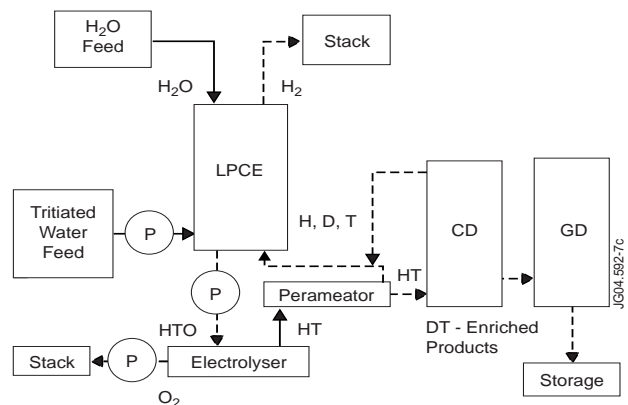 H2O
Feed
Stack
H2O
H2
LPCE
Tritiated
Water
Feed
P
H, D, T
CD
GD
P
HT
Perameator
HTO
HT
DT - Enriched
Products
Stack
P
Electrolyser
O2
Storage
JG04.592-7c